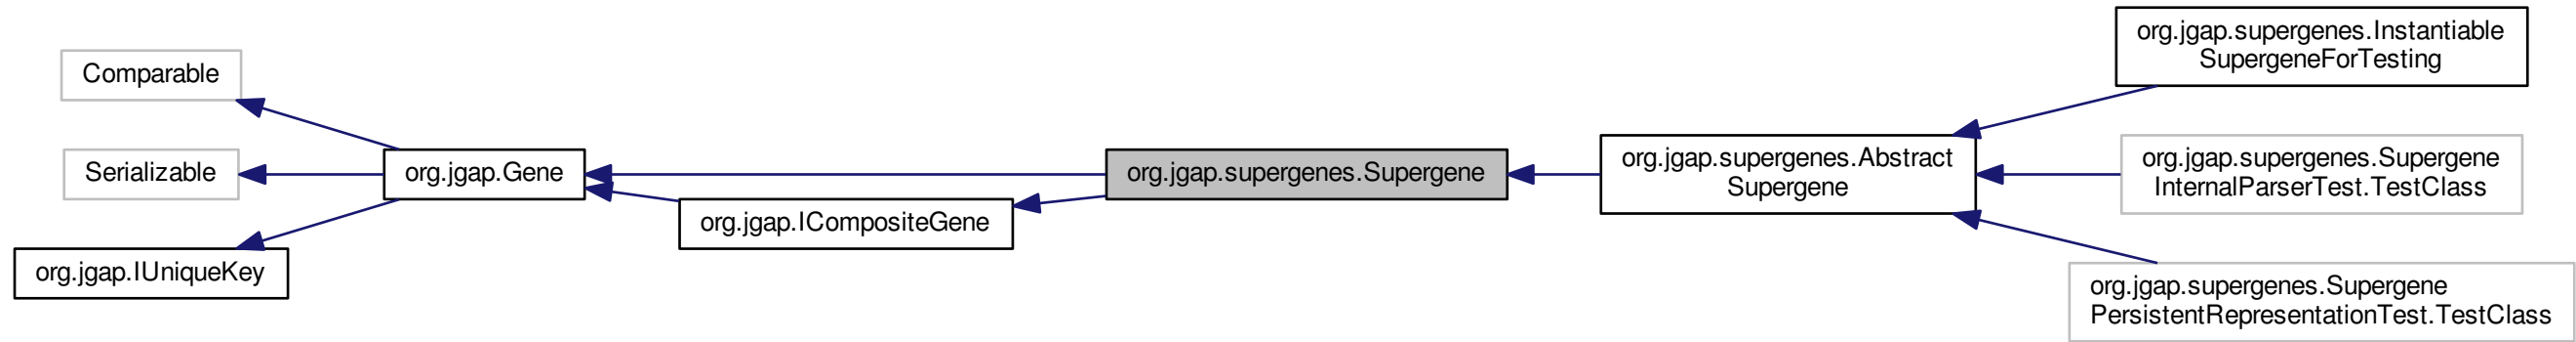 Comparable
Serializable
org.jgap.IUniqueKey
org.jgap.Gene
org.jgap.ICompositeGene
org.jgap.supergenes.Supergene
org.jgap.supergenes.Abstract
Supergene
org.jgap.supergenes.Instantiable
SupergeneForTesting
org.jgap.supergenes.Supergene
InternalParserTest.TestClass
org.jgap.supergenes.Supergene
PersistentRepresentationTest.TestClass